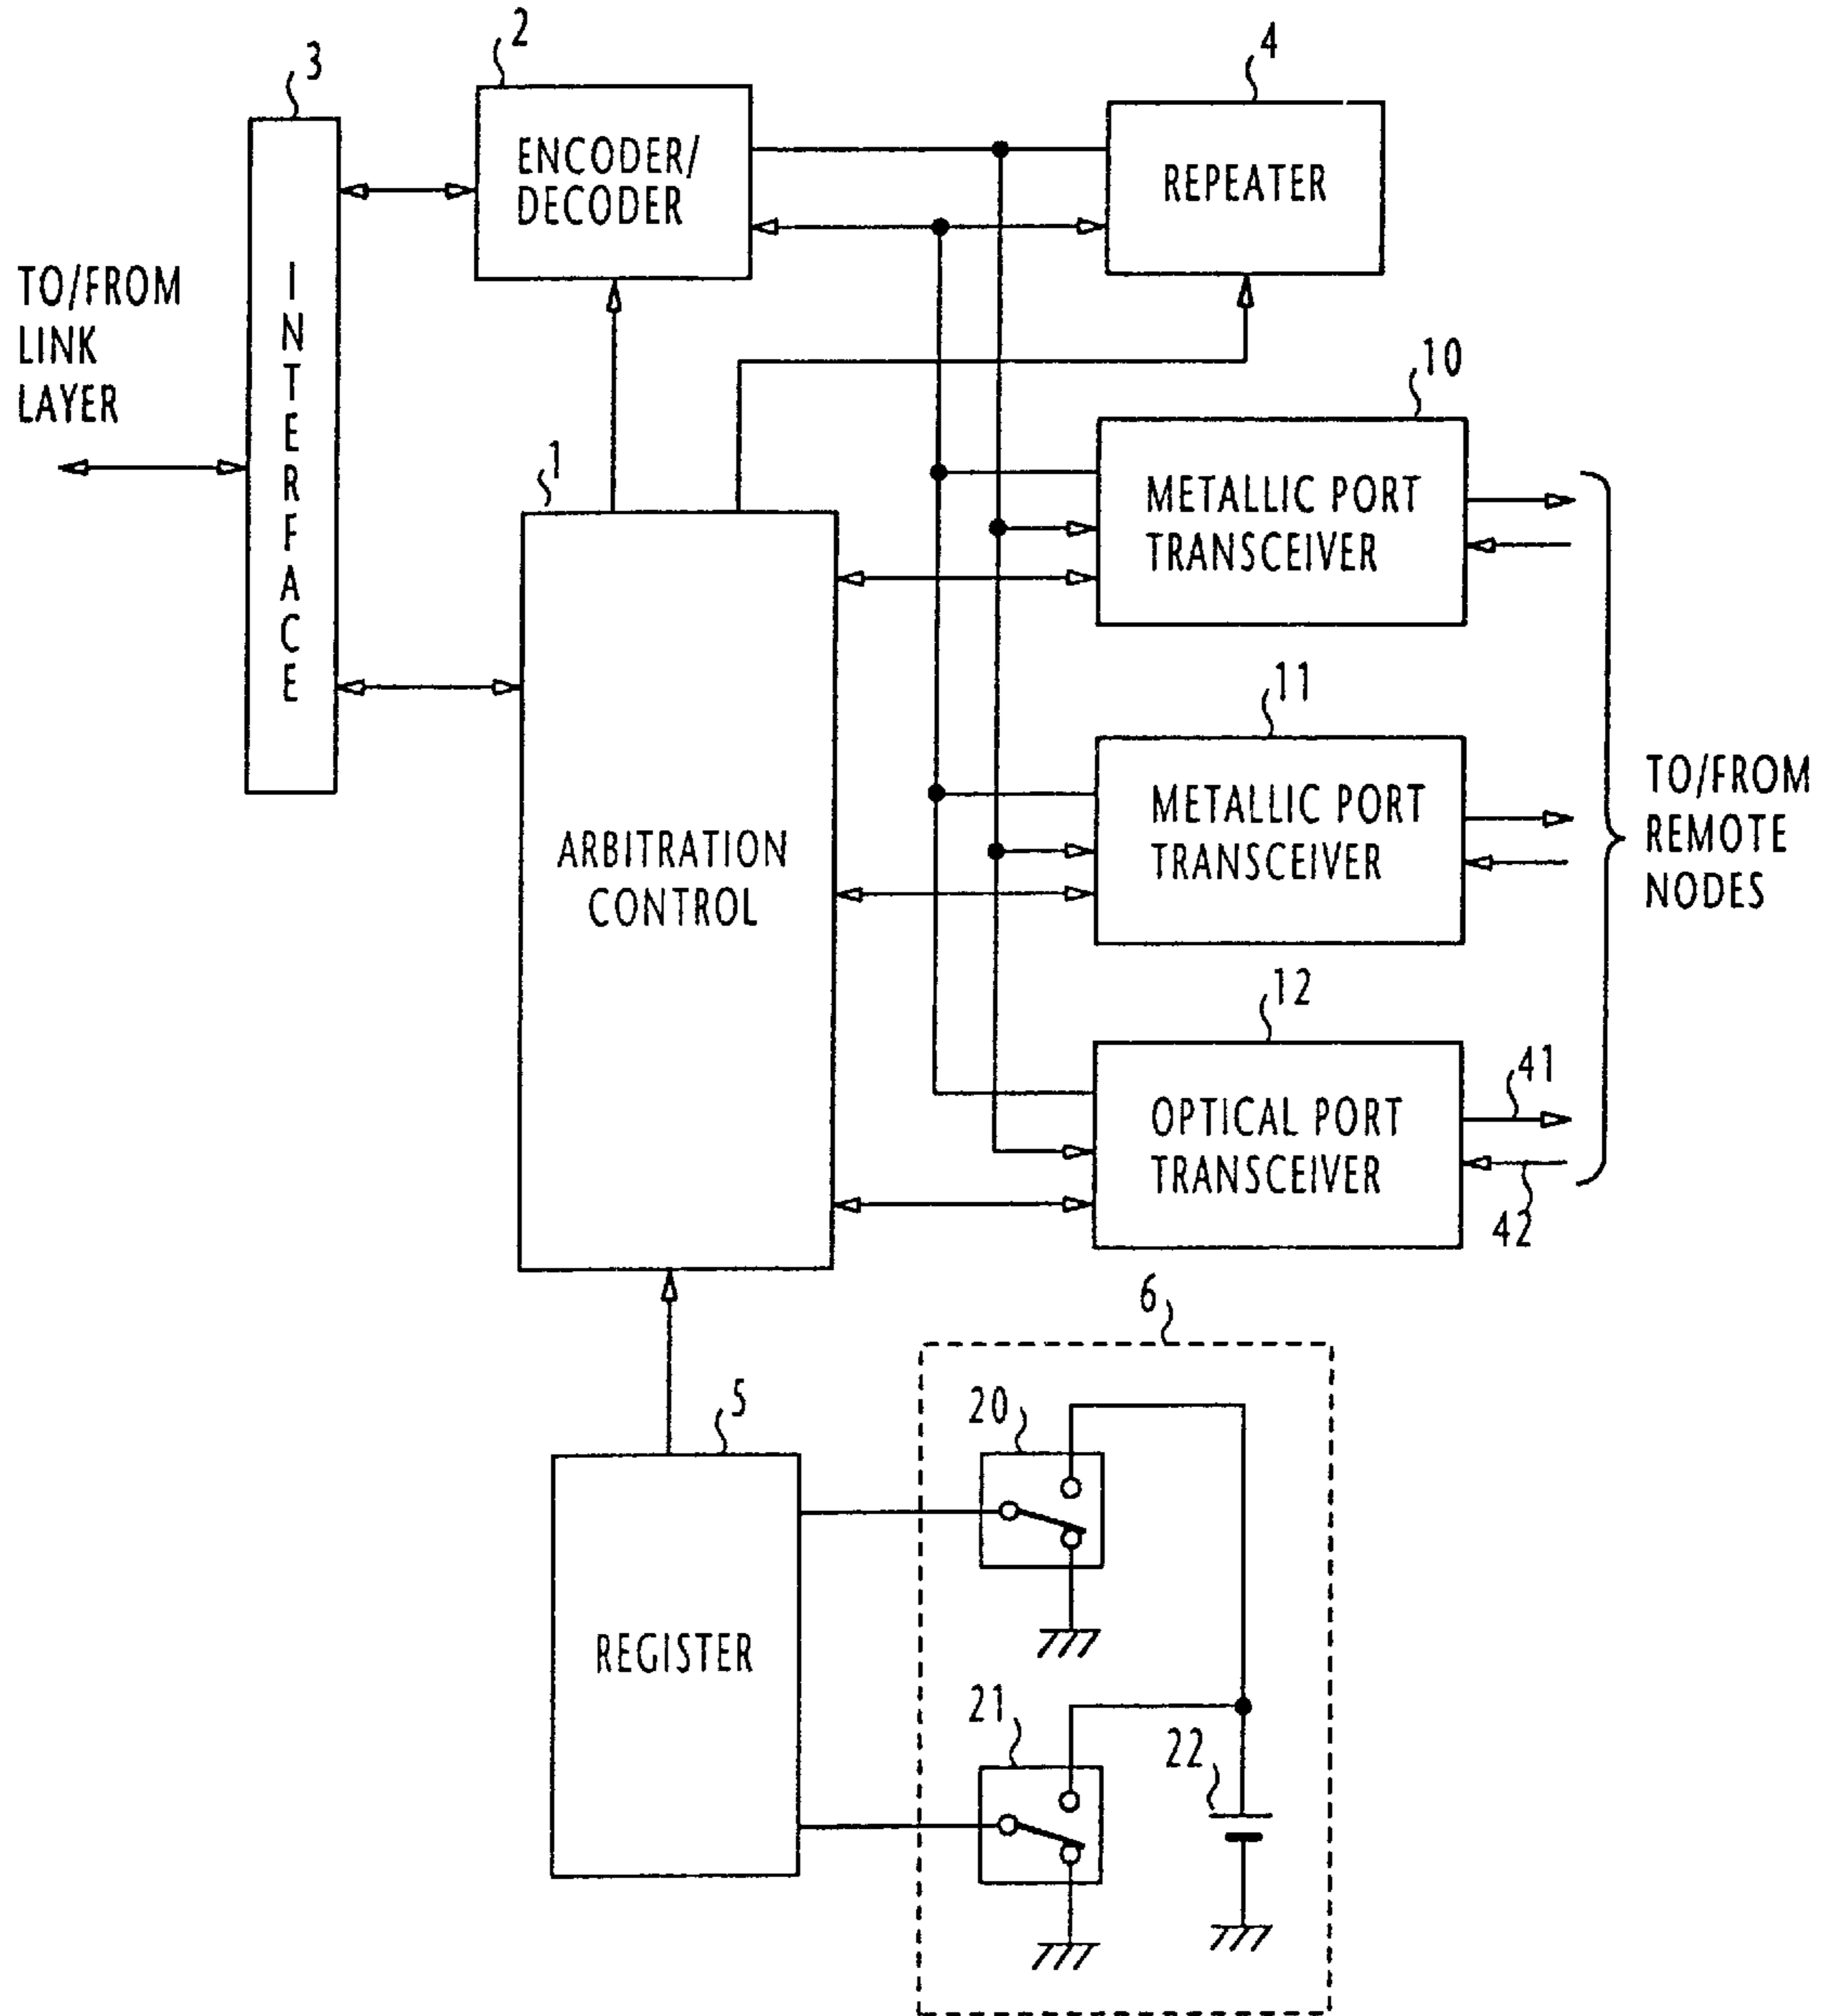 2
4
3
ENCODER/
DECODER
REPEATER
TO/FROM
LINK
LAYER
INTERFACE
10
1
METALLIC PORT
TRANSCEIVER
11
METALLIC PORT
TRANSCEIVER
TO/FROM
REMOTE
NODES
ARBITRATION
CONTROL
12
41
OPTICAL PORT
TRANSCEIVER
42
6
5
20
REGISTER
21
22